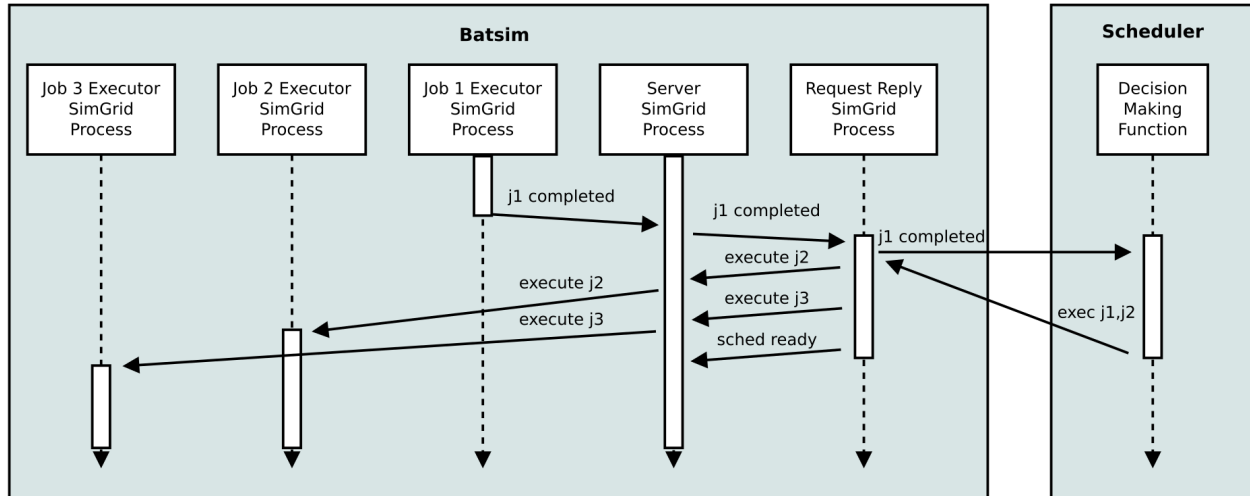 Batsim
Scheduler
Job 3 Executor
SimGrid
Process
Job 2 Executor
SimGrid
Process
Job 1 Executor
SimGrid
Process
Server
SimGrid
Process
Request Reply
SimGrid
Process
Decision
Making
Function
j1 completed
j1 completed
j1 completed
execute j2
execute j2
execute j3
exec j1,j2
execute j3
sched ready